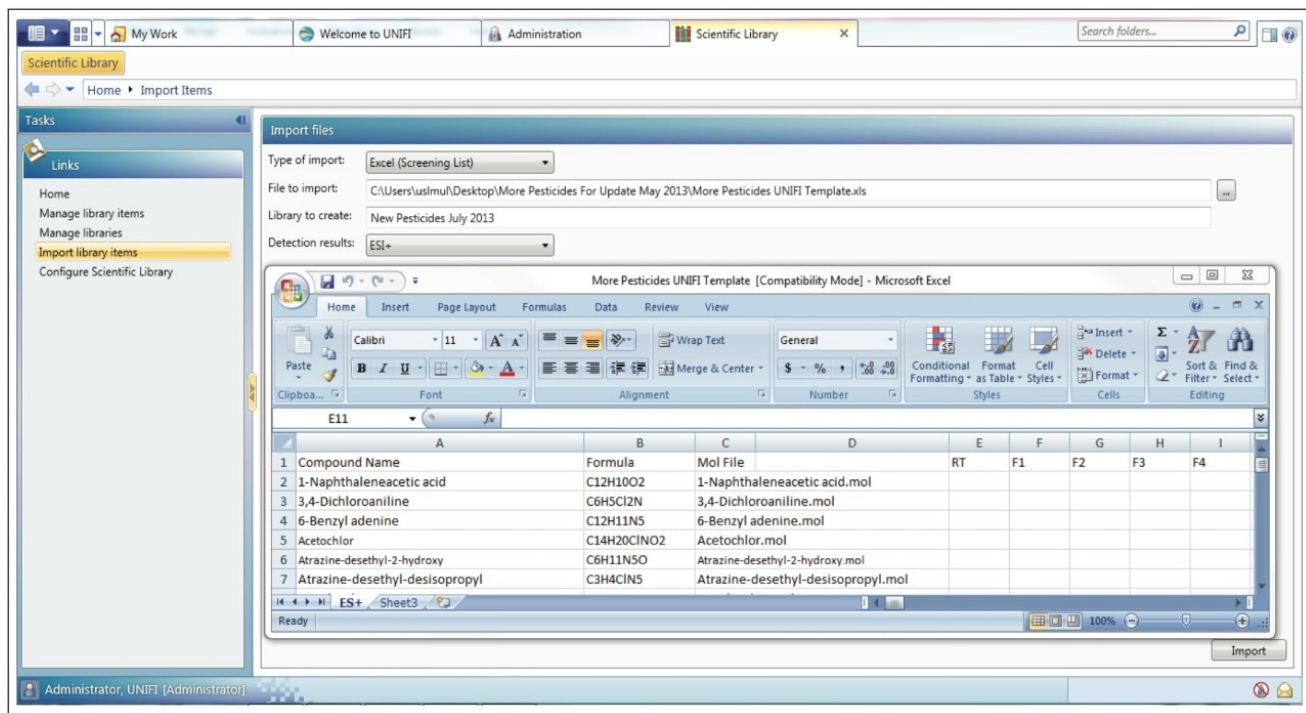 My Work
Welcome to UNIFI
Administration
Scientific Library
Search folders...
Scientific Library
Home Import Items
Tasks
Links
Home
Manage library items
Manage libraries
Import library items
Configure Scientific Library
Import files
Type of import: Excel (Screening List)
File to import: C:\Users\uslmul\Desktop\More Pesticides For Update May 2013\More Pesticides UNIFI Template.xls
Library to create: New Pesticides July 2013
Detection results: ESI+
More Pesticides UNIFI Template [Compatibility Mode] - Microsoft Excel
Home Insert Page Layout Formulas Data Review View
Paste
Clipboa...
Calibri 11
B I U
Font
Wrap Text
Merge & Center
Alignment
General
$ % ,
Number
Conditional Formatting
Format as Table
Cell Styles
Styles
Insert
Delete
Format
Cells
Sort & Filter
Find & Select
Editing
E11 fx
A B C D E F G H I
1 Compound Name Formula Mol File RT F1 F2 F3 F4
2 1-Naphthaleneacetic acid C12H10O2 1-Naphthaleneacetic acid.mol
3 3,4-Dichloroaniline C6H5Cl2N 3,4-Dichloroaniline.mol
4 6-Benzyl adenine C12H11N5 6-Benzyl adenine.mol
5 Acetochlor C14H20ClNO2 Acetochlor.mol
6 Atrazine-desethyl-2-hydroxy C6H11N5O Atrazine-desethyl-2-hydroxy.mol
7 Atrazine-desethyl-desisopropyl C3H4ClN5 Atrazine-desethyl-desisopropyl.mol
ES+ Sheet3
Ready 100%
Import
Administrator, UNIFI [Administrator]